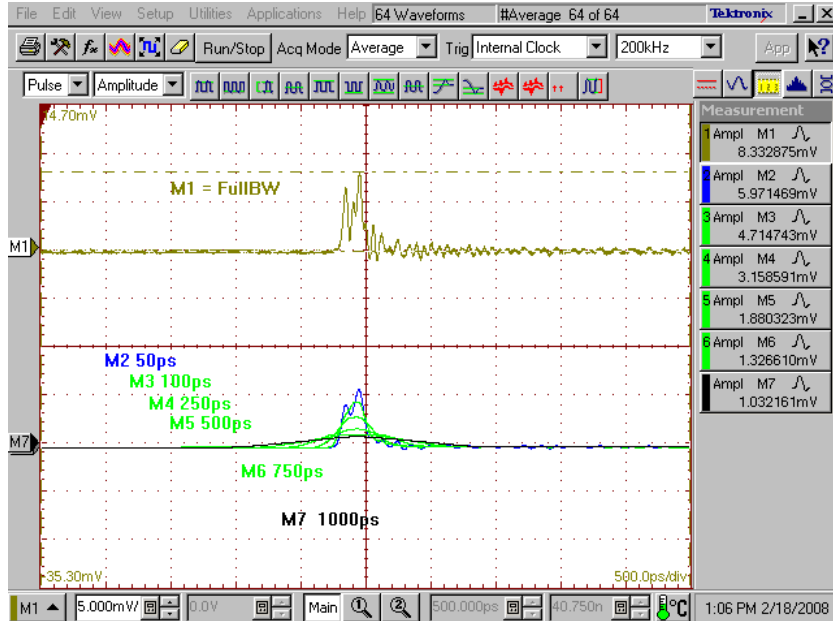 File Edit View Setup Utilities Applications Help 64 Waveforms #Average 64 of 64 Tektronix
Run/Stop Acq Mode Average Trig Internal Clock 200kHz App
Pulse Amplitude
Measurement
14.70mV
M1 = FullBW
M1
1 Ampl M1
8.332875mV
2 Ampl M2
5.971469mV
3 Ampl M3
4.714743mV
4 Ampl M4
3.158591mV
5 Ampl M5
1.880323mV
6 Ampl M6
1.326610mV
Ampl M7
1.032161mV
M2 50ps
M3 100ps
M4 250ps
M5 500ps
M7
M6 750ps
M7 1000ps
-35.30mV
500.0ps/div
M1 5.000mV/ 0.0V Main 1 2 500.000ps 40.750n °C 1:06 PM 2/18/2008